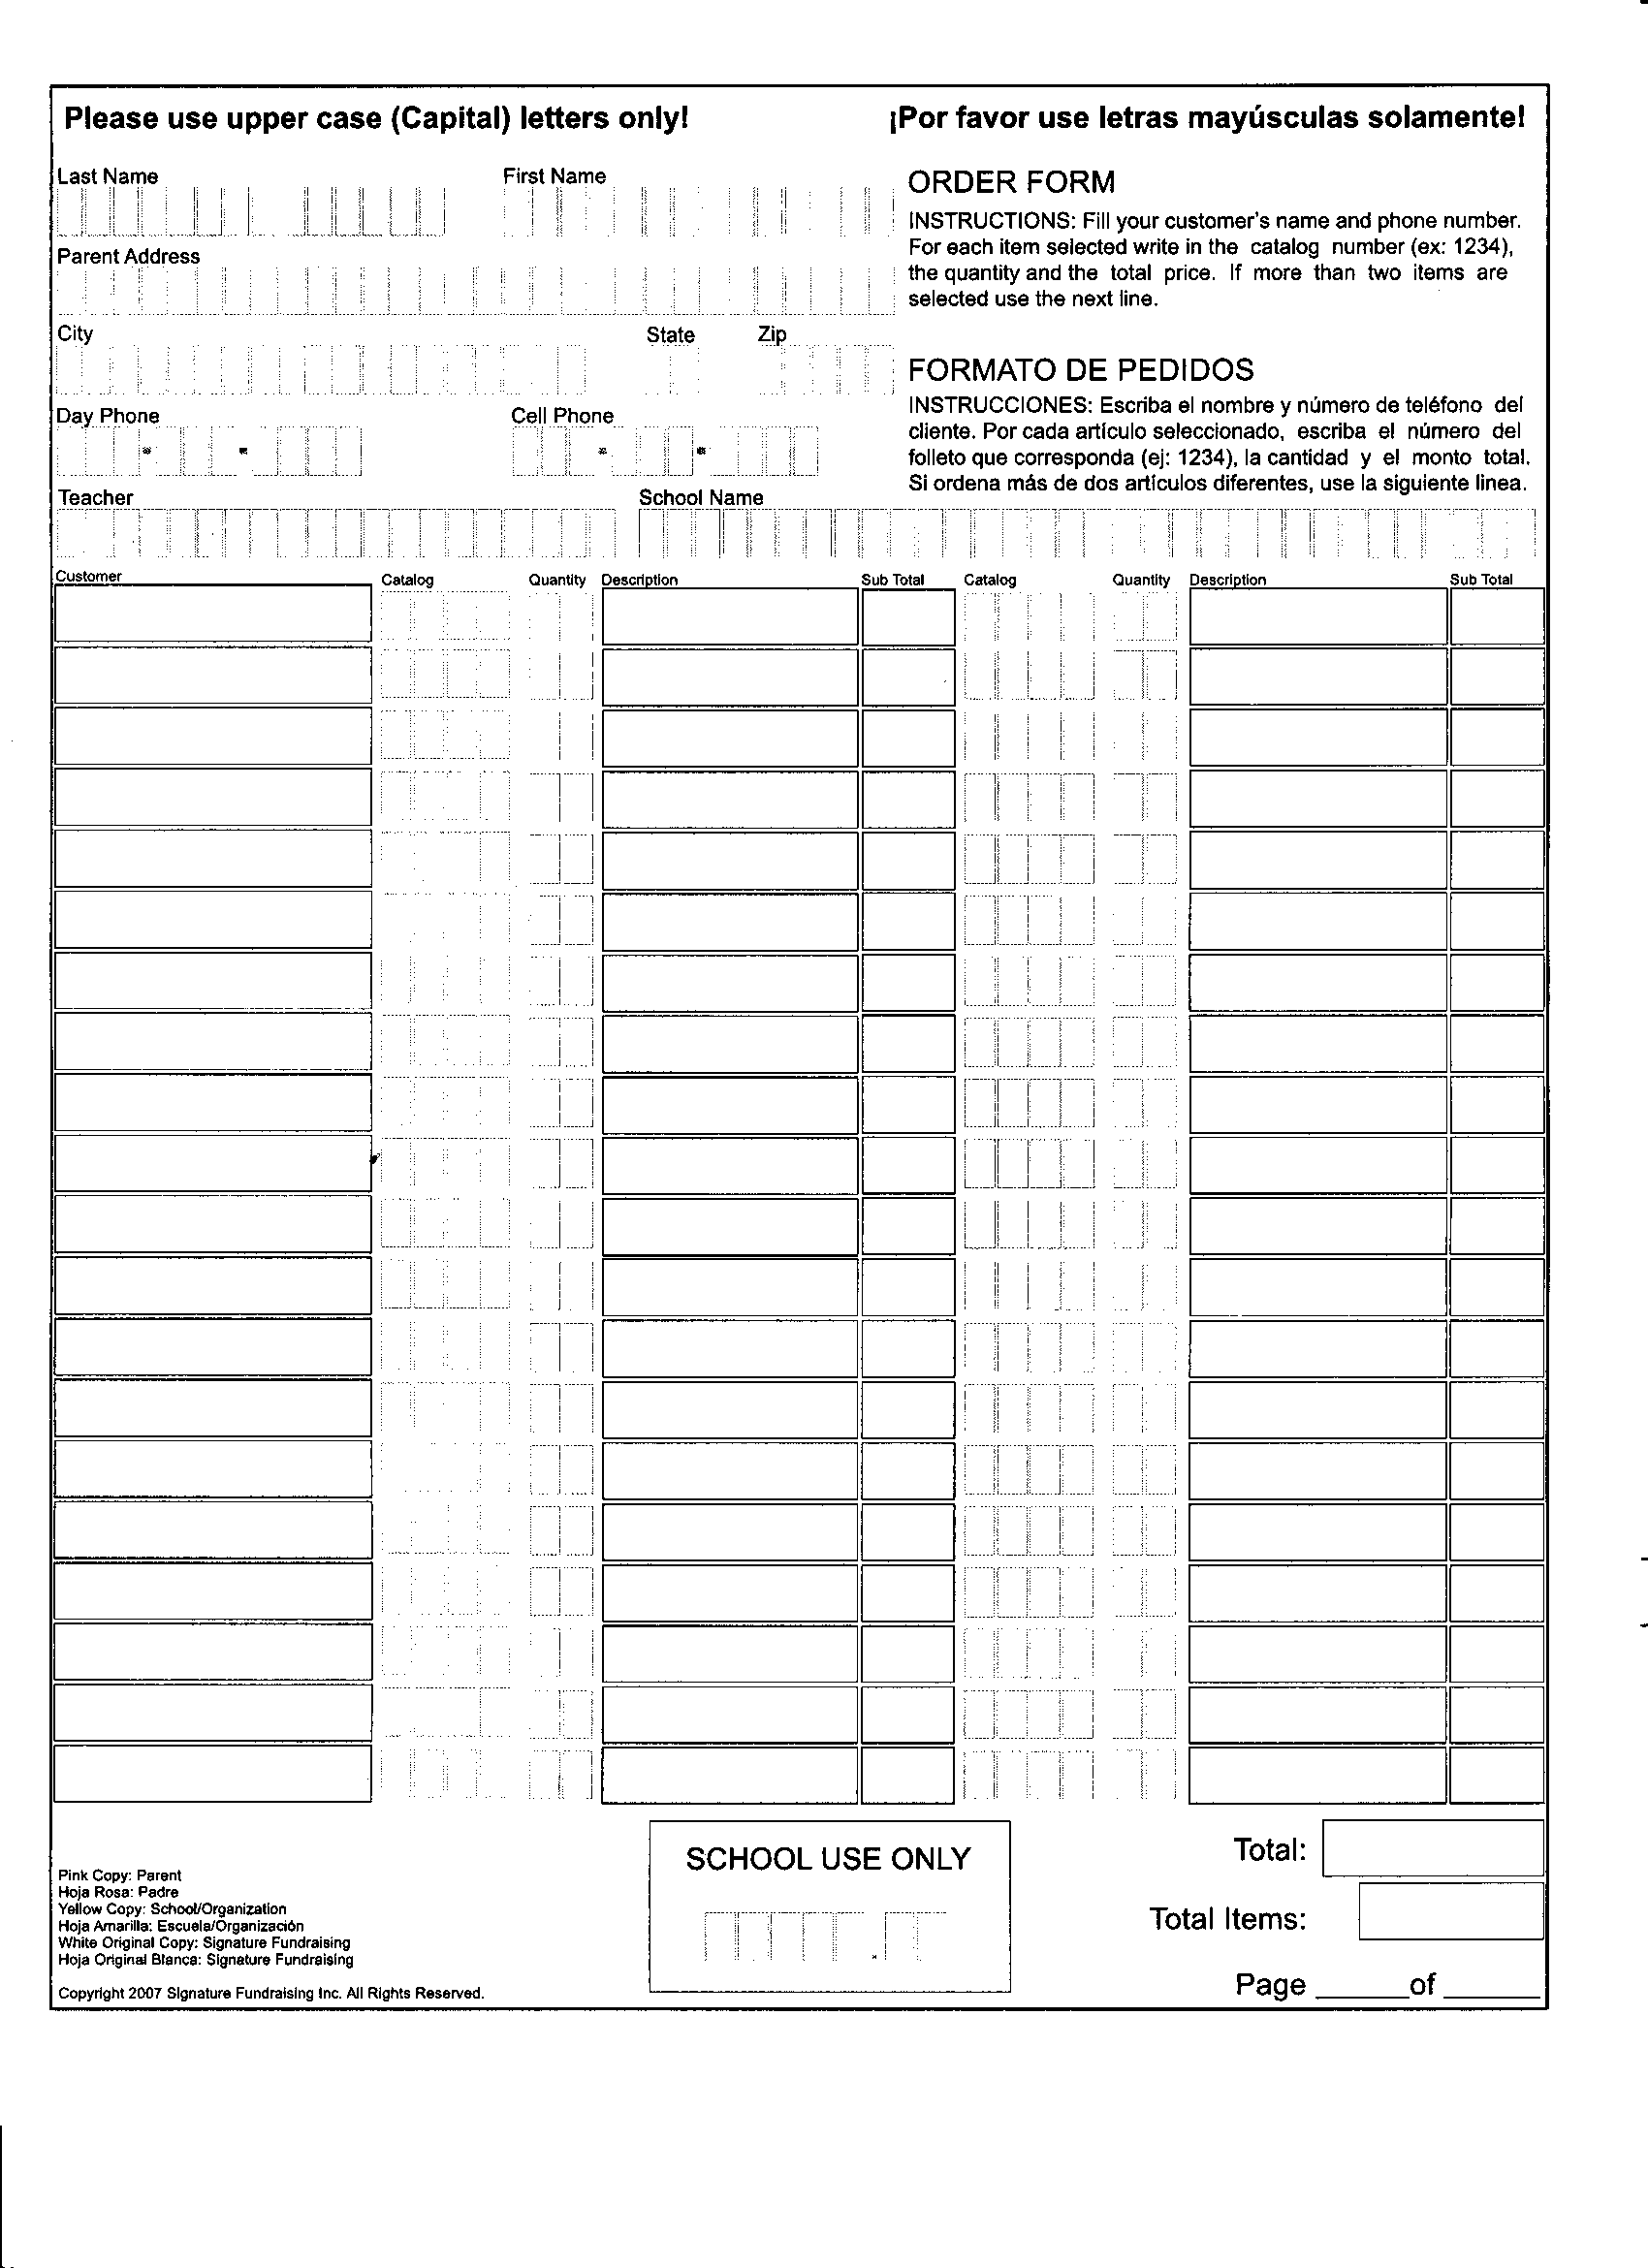 Please use upper case (Capital) letters only!
¡Por favor use letras mayúsculas solamente!
Last Name
First Name
Parent Address
City
State
Zip
Day Phone
Cell Phone
Teacher
School Name
ORDER FORM
INSTRUCTIONS: Fill your customer's name and phone number.
For each item selected write in the catalog number (ex: 1234),
the quantity and the total price. If more than two items are
selected use the next line.
FORMATO DE PEDIDOS
INSTRUCCIONES: Escriba el nombre y número de teléfono del
cliente. Por cada artículo seleccionado, escriba el número del
folleto que corresponda (ej: 1234), la cantidad y el monto total.
Si ordena más de dos artículos diferentes, use la siguiente linea.
Customer Catalog Quantity Description Sub Total Catalog Quantity Description Sub Total
Pink Copy: Parent
Hoja Rosa: Padre
Yellow Copy: School/Organization
Hoja Amarilla: Escuela/Organización
White Original Copy: Signature Fundraising
Hoja Original Blanca: Signature Fundraising
Copyright 2007 Signature Fundraising Inc. All Rights Reserved.
SCHOOL USE ONLY
Total:
Total Items:
Page ______of ______